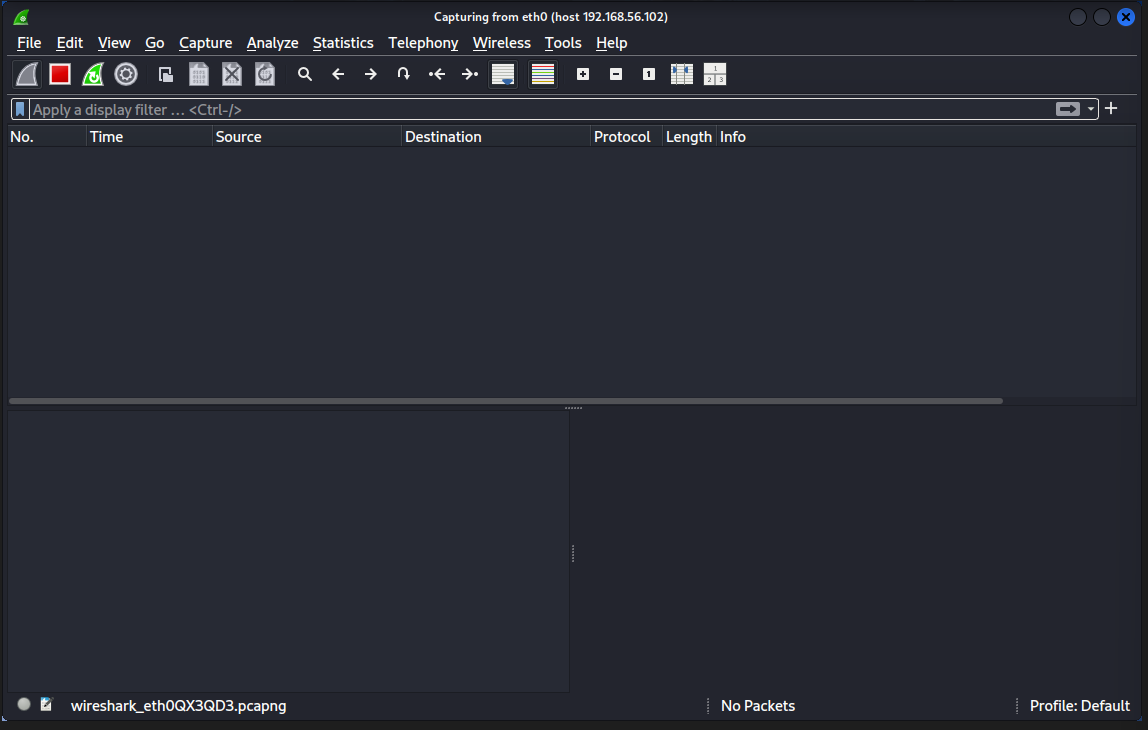 Capturing from eth0 (host 192.168.56.102)
File Edit View Go Capture Analyze Statistics Telephony Wireless Tools Help
Apply a display filter … <Ctrl-/>
No. Time Source Destination Protocol Length Info
wireshark_eth0QX3QD3.pcapng No Packets Profile: Default